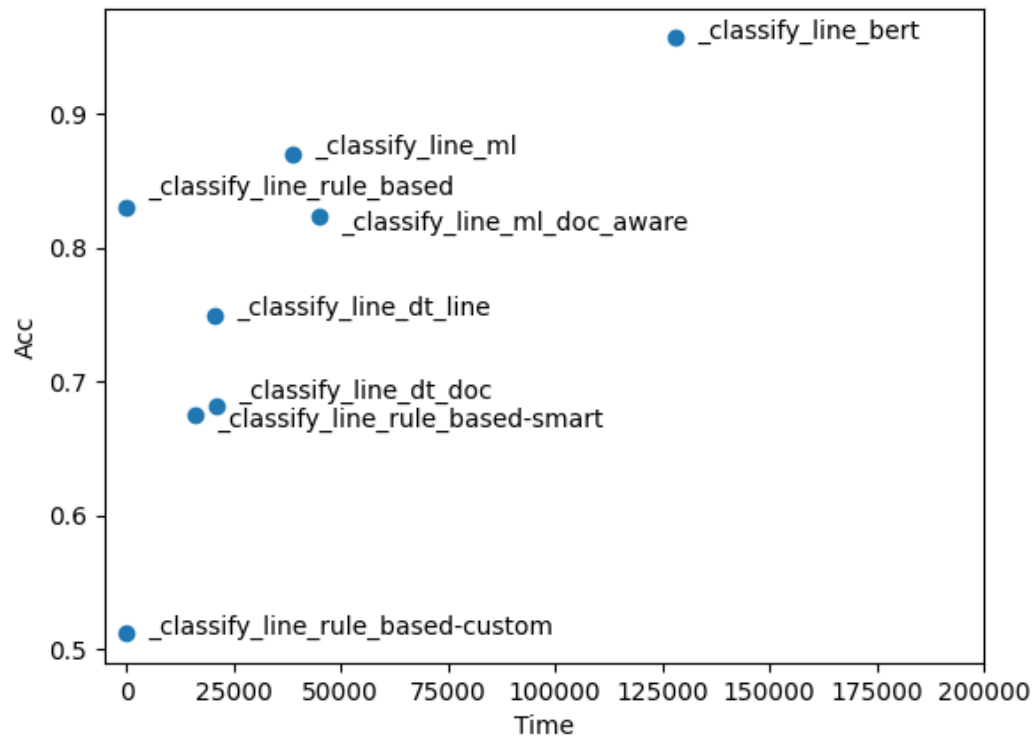 _classify_line_bert
0.9
_classify_line_ml
_classify_line_rule_based
_classify_line_ml_doc_aware
0.8
_classify_line_dt_line
Acc
0.7
_classify_line_dt_doc
_classify_line_rule_based-smart
0.6
_classify_line_rule_based-custom
0.5
0 25000 50000 75000 100000 125000 150000 175000 200000
Time